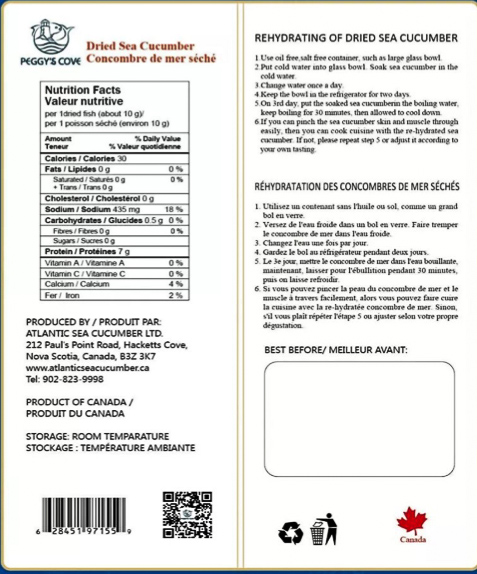 PEGGY'S COVE
Dried Sea Cucumber
Concombre de mer séché
Nutrition Facts
Valeur nutritive
per 1dried fish (about 10 g)/
per 1 poisson séché (environ 10 g)
Amount % Daily Value
Teneur % Valeur quotidienne
Calories / Calories 30
Fats / Lipides 0 g 0 %
Saturated / Saturés 0 g 0 %
+ Trans / Trans 0 g
Cholesterol / Cholestérol 0 g
Sodium / Sodium 435 mg 18 %
Carbohydrates / Glucides 0.5 g 0 %
Fibres / Fibres 0 g 0 %
Sugars / Sucres 0 g
Protein / Protéines 7 g
Vitamin A / Vitamine A 0 %
Vitamin C / Vitamine C 0 %
Calcium / Calcium 4 %
Fer / Iron 2 %
PRODUCED BY / PRODUIT PAR:
ATLANTIC SEA CUCUMBER LTD.
212 Paul's Point Road, Hacketts Cove,
Nova Scotia, Canada, B3Z 3K7
www.atlanticseacucumber.ca
Tel: 902-823-9998
PRODUCT OF CANADA /
PRODUIT DU CANADA
STORAGE: ROOM TEMPARATURE
STOCKAGE : TEMPÉRATURE AMBIANTE
6 28451 97155 9
REHYDRATING OF DRIED SEA CUCUMBER
1.Use oil free,salt free container, such as large glass bowl.
2.Put cold water into glass bowl. Soak sea cucumber in the
cold water.
3.Change water once a day.
4.Keep the bowl in the refrigerator for two days.
5.On 3rd day, put the soaked sea cucumberin the boiling water,
keep boiling for 30 minutes, then allowed to cool down.
6.If you can pinch the sea cucumber skin and muscle through
easily, then you can cook cuisine with the re-hydrated sea
cucumber. If not, please repeat step 5 or adjust it according to
your own tasting.
RÉHYDRATATION DES CONCOMBRES DE MER SÉCHÉS
1. Utilisez un contenant sans l'huile ou sol, comme un grand
bol en verre.
2. Versez de l'eau froide dans un bol en verre. Faire tremper
le concombre de mer dans l'eau froide.
3. Changez l'eau une fois par jour.
4. Gardez le bol au réfrigérateur pendant deux jours.
5. Le 3e jour, mettre le concombre de mer dans l'eau bouillante,
maintenant, laisser pour l'ébullition pendant 30 minutes,
puis on laisse refroidir.
6. Si vous pouvez pincer la peau du concombre de mer et le
muscle à travers facilement, alors vous pouvez faire cuire
la cuisine avec la re-hydratée concombre de mer. Sinon,
s'il vous plaît répéter l'étape 5 ou ajuster selon votre propre
dégustation.
BEST BEFORE/ MEILLEUR AVANT:
Canada